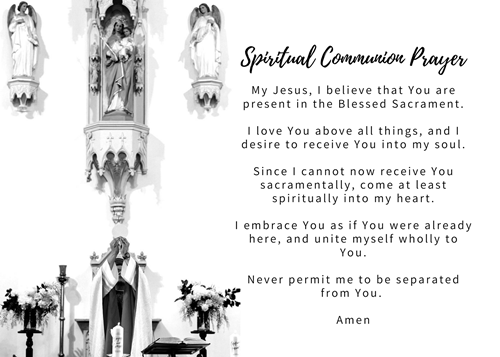 Spiritual Communion Prayer
My Jesus, I believe that You are
present in the Blessed Sacrament.
I love You above all things, and I
desire to receive You into my soul.
Since I cannot now receive You
sacramentally, come at least
spiritually into my heart.
I embrace You as if You were already
here, and unite myself wholly to
You.
Never permit me to be separated
from You.
Amen